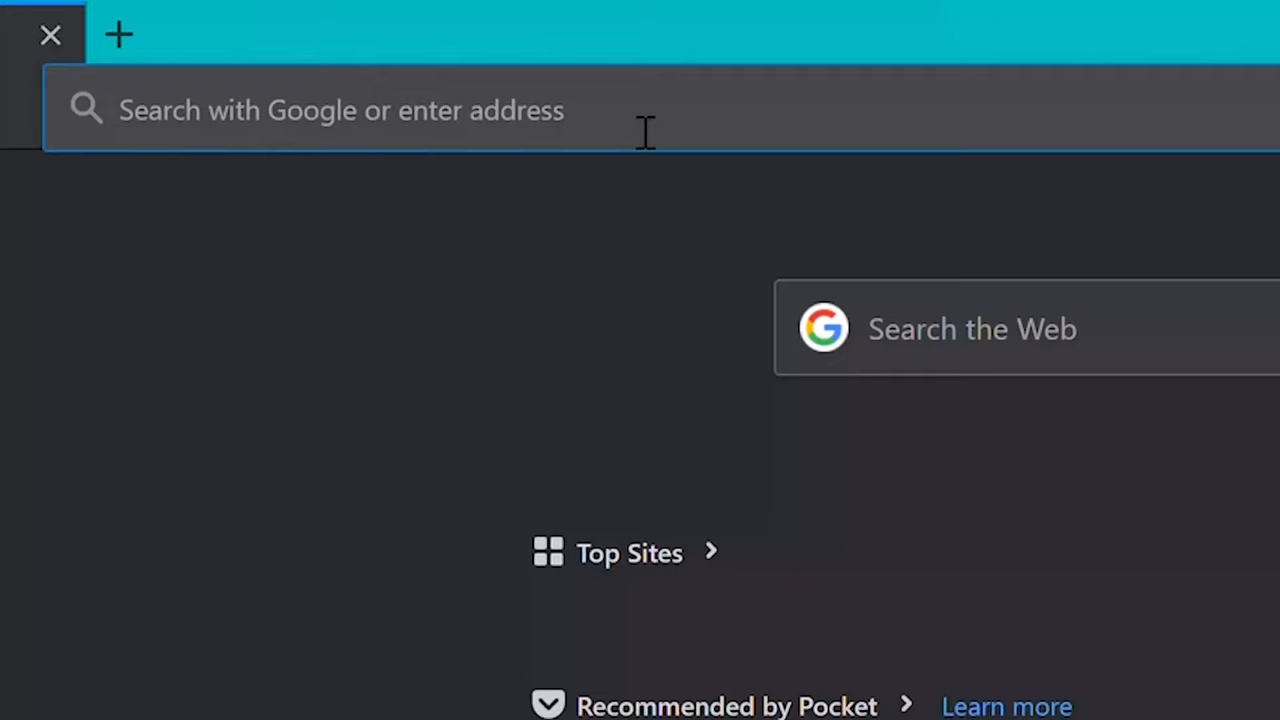 Search with Google or enter address
Search the Web
Top Sites
Recommended by Pocket
Learn more